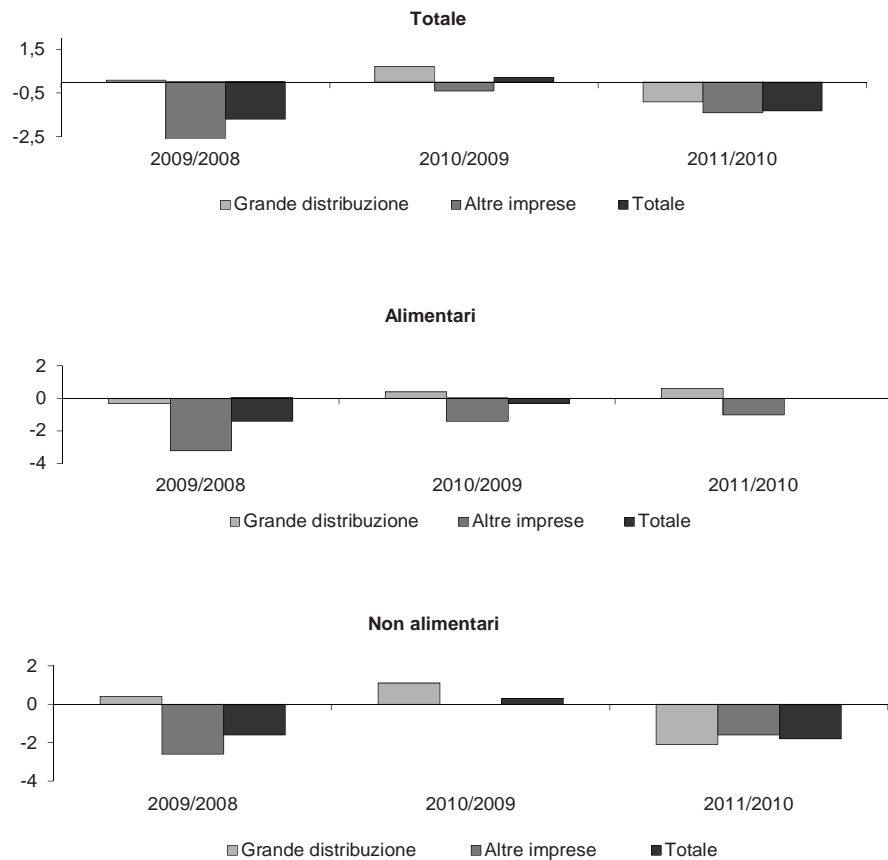 Totale
1,5
-0,5
-2,5
2009/2008 2010/2009 2011/2010
Grande distribuzione Altre imprese Totale
Alimentari
2
0
-2
-4
2009/2008 2010/2009 2011/2010
Grande distribuzione Altre imprese Totale
Non alimentari
2
0
-2
-4
2009/2008 2010/2009 2011/2010
Grande distribuzione Altre imprese Totale